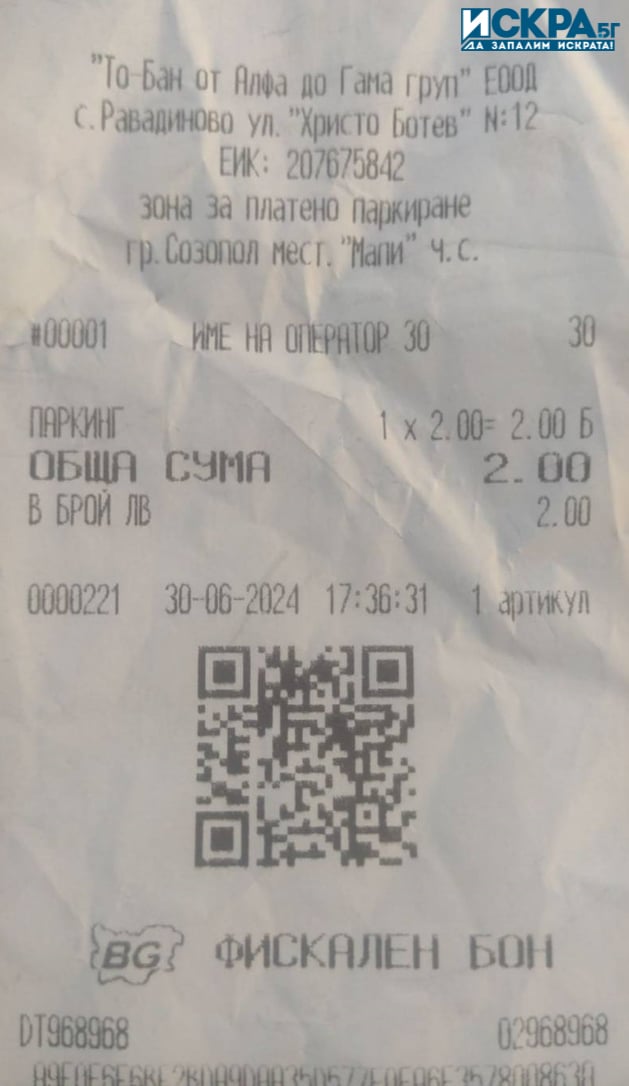 ИСКРА.БГ
ДА ЗАПАЛИМ ИСКРАТА!
"То-Бан от Алфа до Гама груп" ЕООД
с.Равадиново ул."Христо Ботев" №:12
ЕИК: 207675842
зона за платено паркиране
гр.Созопол мест."Мапи" ч.с.
#00001 ИМЕ НА ОПЕРАТОР 30 30
ПАРКИНГ 1 x 2.00= 2.00 Б
ОБЩА СУМА 2.00
В БРОЙ ЛВ 2.00
0000221 30-06-2024 17:36:31 1 артикул
BG ФИСКАЛЕН БОН
DT968968 02968968